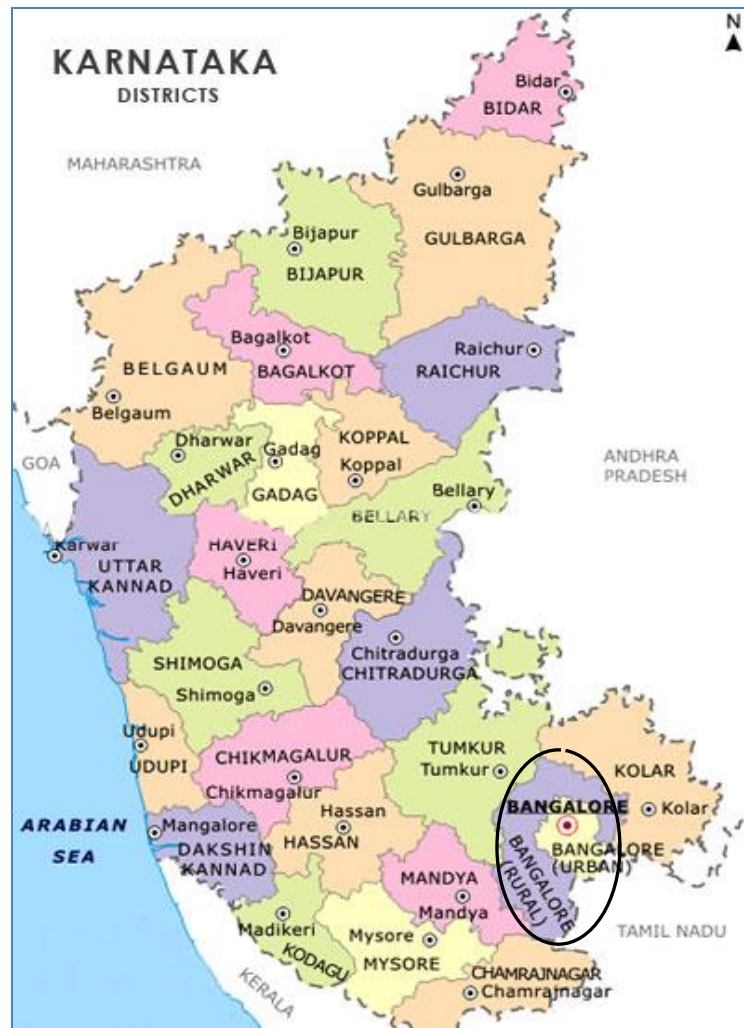 N
KARNATAKA
DISTRICTS
Bidar
BIDAR
MAHARASHTRA
Gulbarga
GULBARGA
Bijapur
BIJAPUR
Bagalkot
BAGALKOT
Raichur
RAICHUR
BELGAUM
Belgaum
Dharwar
DHARWAR
Gadag
GADAG
KOPPAL
Koppal
GOA
ANDHRA
PRADESH
Bellary
BELLARY
Karwar
UTTAR
KANNAD
HAVERI
Haveri
DAVANGERE
Davangere
Chitradurga
CHITRADURGA
SHIMOGA
Shimoga
Udupi
UDUPI
CHIKMAGALUR
Chikmagalur
TUMKUR
Tumkur
KOLAR
Kolar
BANGALORE
BANGALORE
(URBAN)
BANGALORE
(RURAL)
ARABIAN
SEA
Mangalore
DAKSHIN
KANNAD
Hassan
HASSAN
MANDYA
Mandya
Madikeri
KODAGU
Mysore
MYSORE
TAMIL NADU
KERALA
CHAMRAJNAGAR
Chamrajnagar